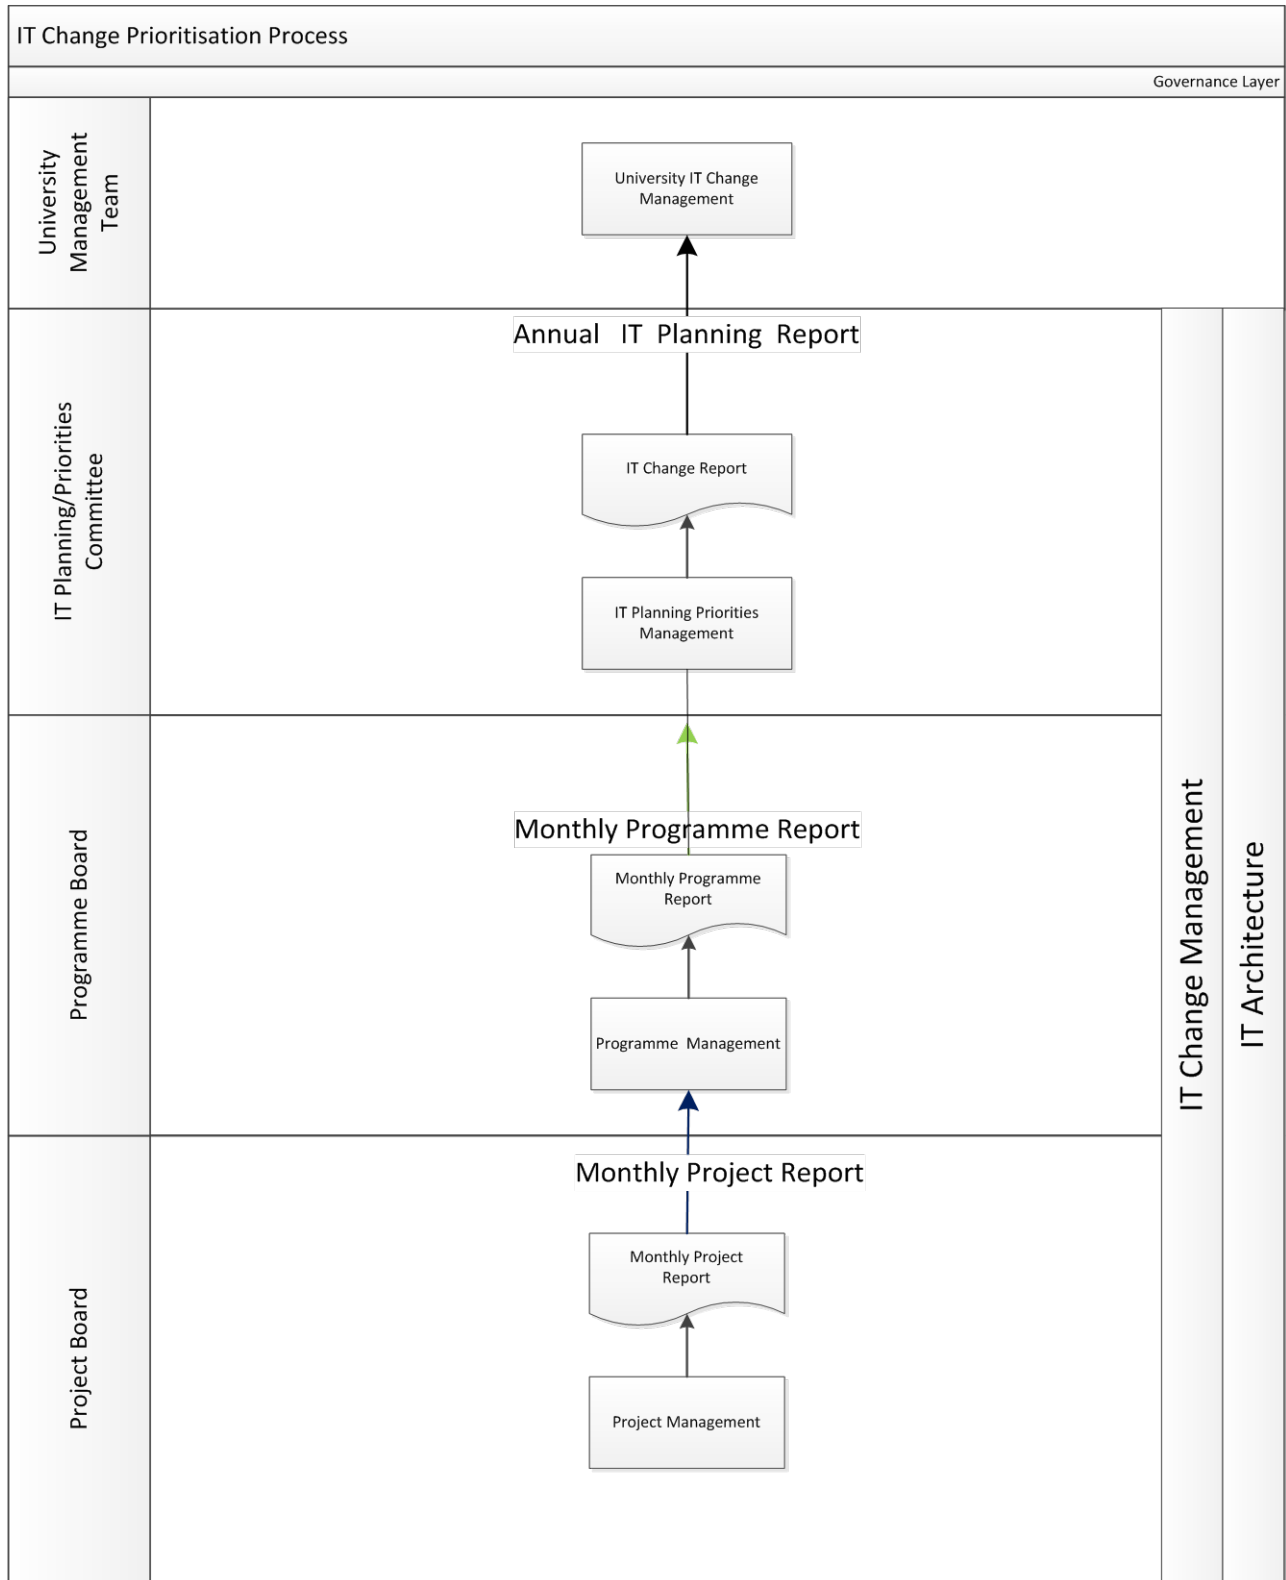 IT Change Prioritisation Process
Governance Layer
University
Management
Team
University IT Change
Management
Annual IT Planning Report
IT Planning/Priorities
Committee
IT Change Report
IT Planning Priorities
Management
Programme Board
Monthly Programme Report
Monthly Programme
Report
Programme Management
Project Board
Monthly Project Report
Monthly Project
Report
Project Management
IT Change Management
IT Architecture